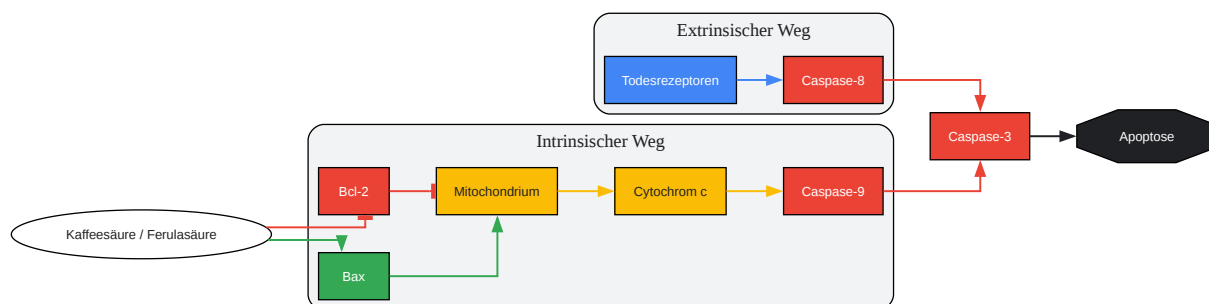 Extrinsischer Weg
Todesrezeptoren
Caspase-8
Caspase-3
Apoptose
Intrinsischer Weg
Bcl-2
Mitochondrium
Cytochrom c
Caspase-9
Kaffeesäure / Ferulasäure
Bax